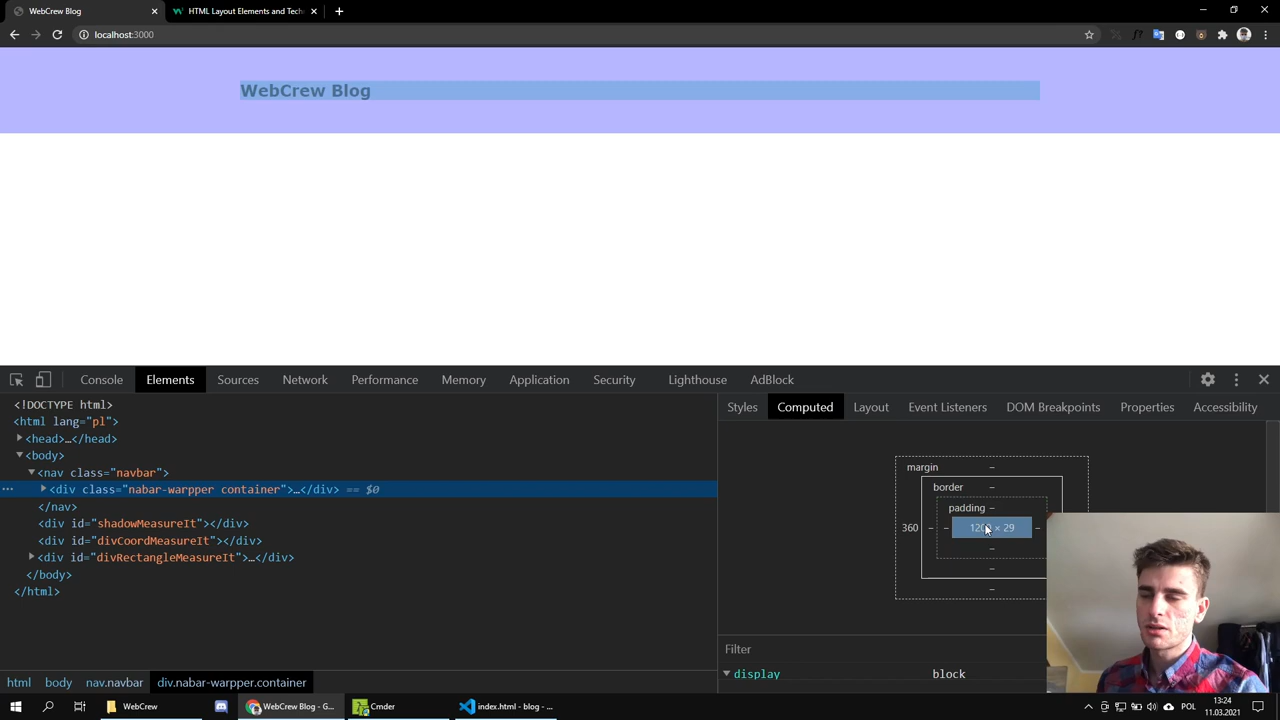 WebCrew Blog
HTML Layout Elements and Tech
localhost:3000
WebCrew Blog
Console
Elements
Sources
Network
Performance
Memory
Application
Security
Lighthouse
AdBlock
<!DOCTYPE html>
<html lang="pl">
<head>…</head>
<body>
<nav class="navbar">
<div class="nabar-warpper container">…</div> == $0
</nav>
<div id="shadowMeasureIt"></div>
<div id="divCoordMeasureIt"></div>
<div id="divRectangleMeasureIt">…</div>
</body>
</html>
html
body
nav.navbar
div.nabar-warpper.container
Styles
Computed
Layout
Event Listeners
DOM Breakpoints
Properties
Accessibility
margin –
border –
padding –
360 – – 1200 × 29 –
–
–
–
Filter
display block
WebCrew
WebCrew Blog - G...
Cmder
index.html - blog - ...
POL
13:24
11.03.2021